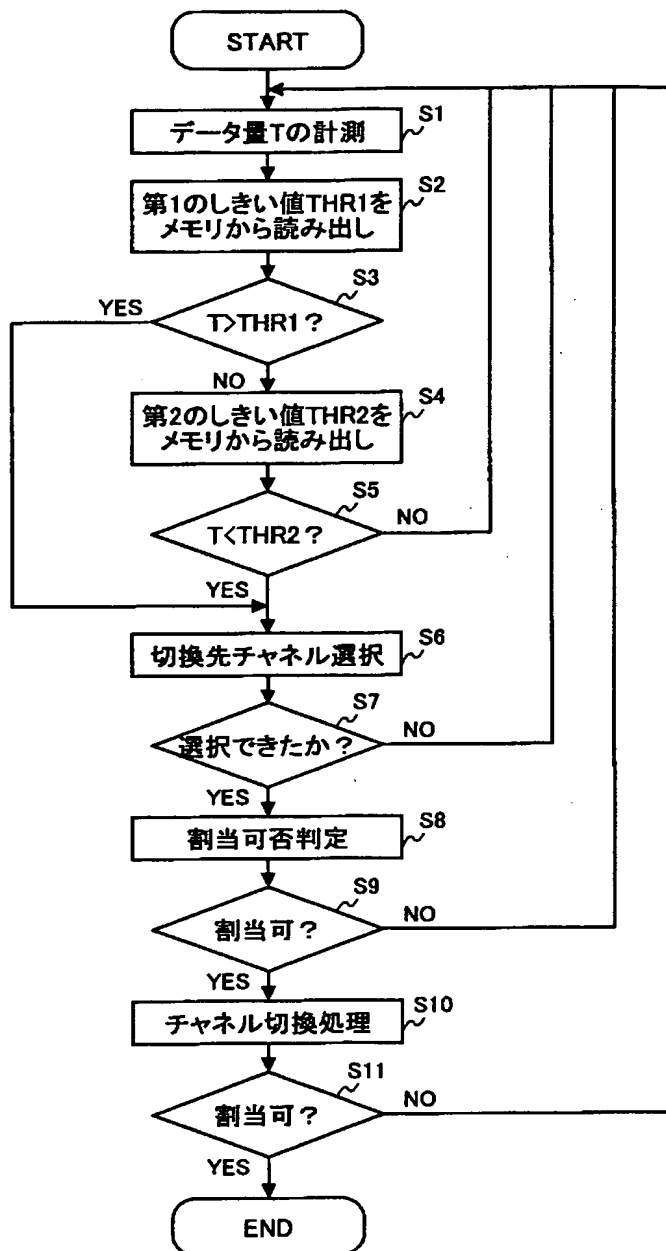 START
データ量Tの計測
S1
第1のしきい値THR1を
メモリから読み出し
S2
T>THR1？
S3
YES
NO
第2のしきい値THR2を
メモリから読み出し
S4
T<THR2？
S5
NO
YES
切換先チャネル選択
S6
選択できたか？
S7
NO
YES
割当可否判定
S8
割当可？
S9
NO
YES
チャネル切換処理
S10
割当可？
S11
NO
YES
END